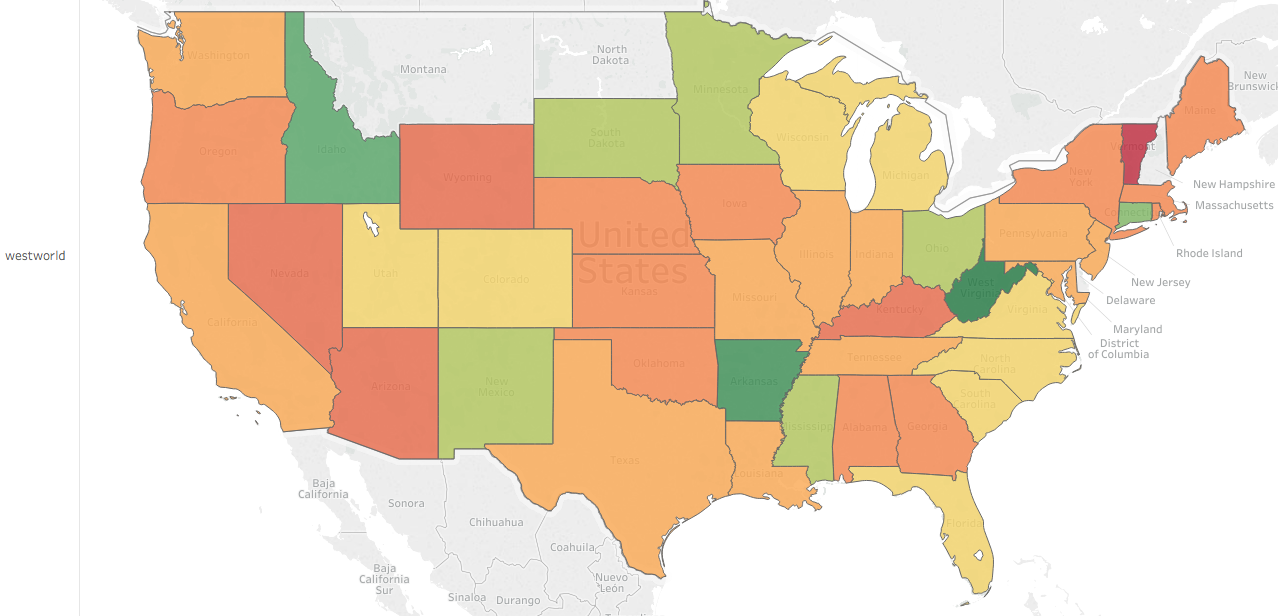 Washington
Montana
North
Dakota
Minnesota
New
Brunswick
Maine
Oregon
Idaho
South
Dakota
Wisconsin
Michigan
Vermont
Wyoming
New
York
New Hampshire
Massachusetts
Iowa
Connecti
United
States
Pennsylvania
Ohio
Rhode Island
westworld
Nevada
Utah
Colorado
Illinois
Indiana
New Jersey
Kansas
West
Virginia
Delaware
Missouri
Kentucky
Virginia
Maryland
California
District
of Columbia
Tennessee
North
Carolina
Oklahoma
Arizona
New
Mexico
Arkansas
South
Carolina
Mississippi
Alabama
Georgia
Texas
Louisiana
Baja
California
Sonora
Chihuahua
Florida
Coahuila
Baja
California
Sur
Nuevo
León
Sinaloa
Durango